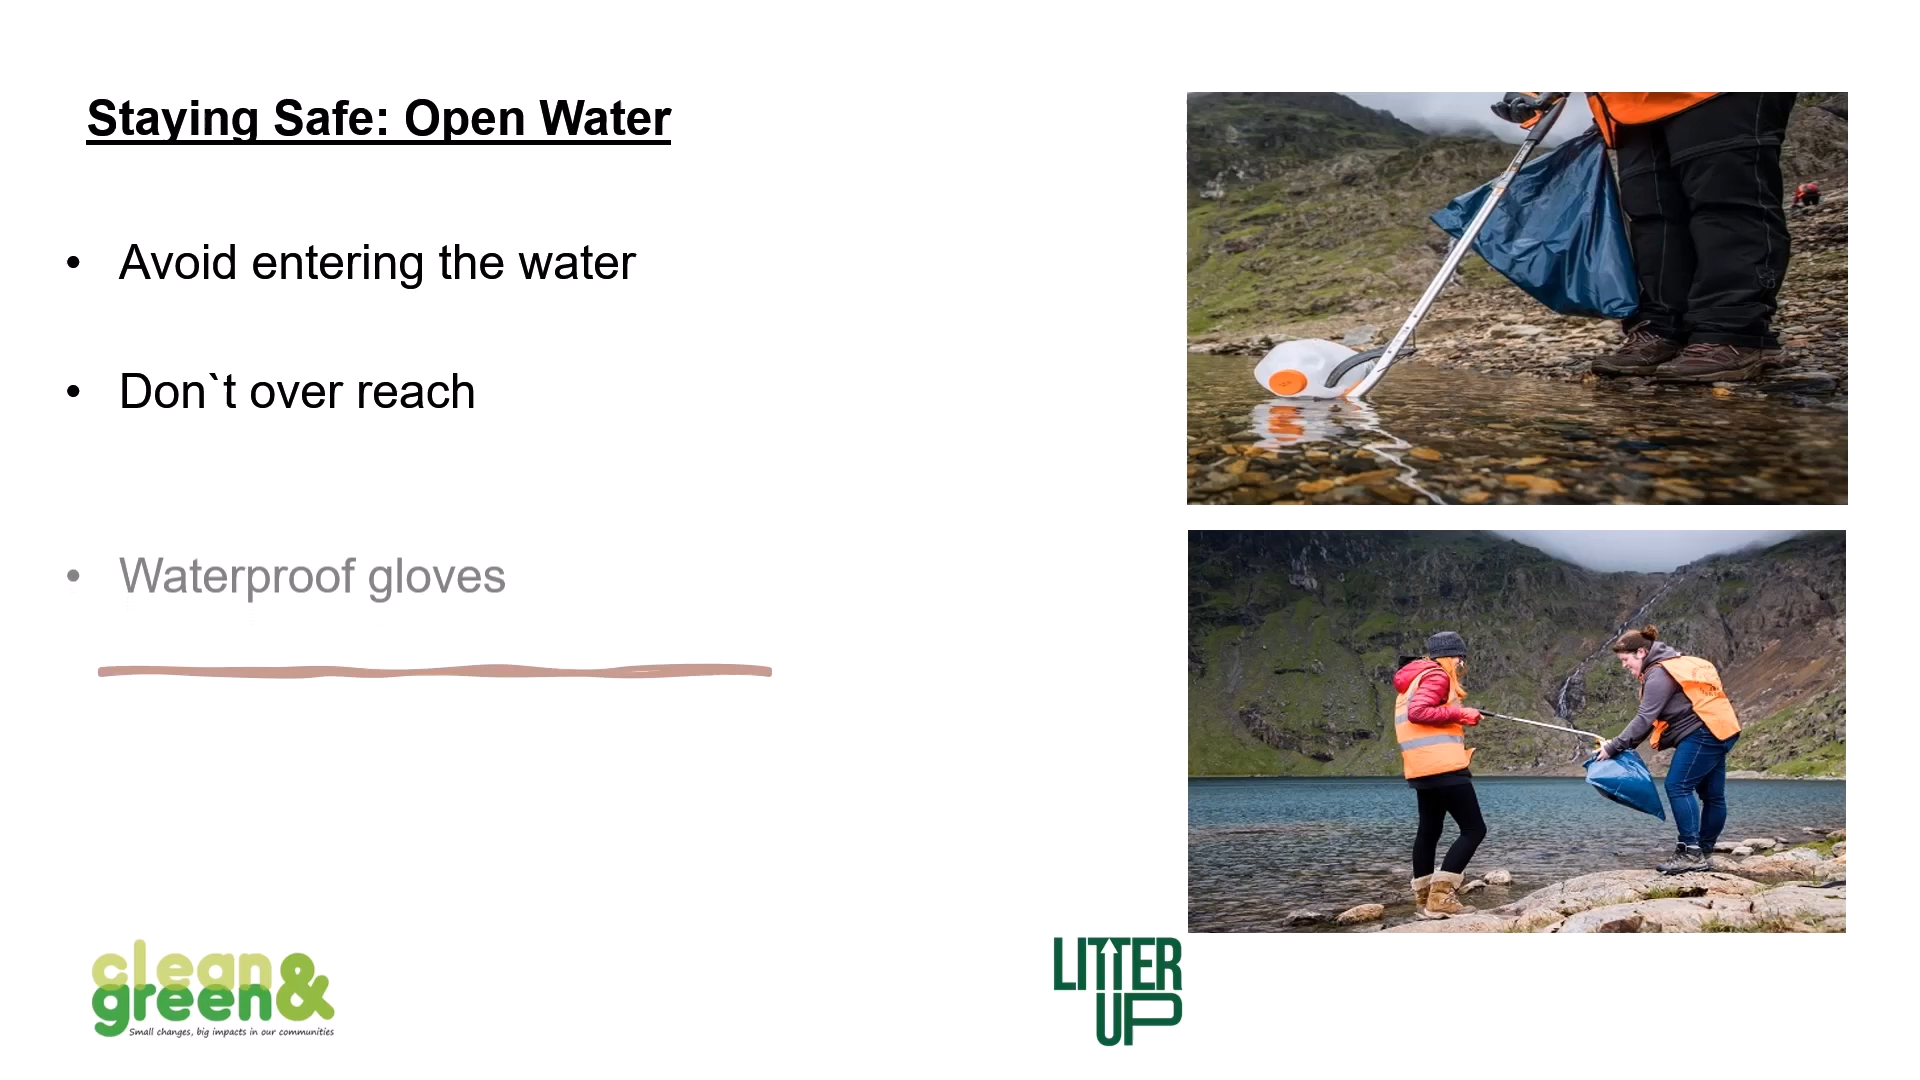 Staying Safe: Open Water
• Avoid entering the water
• Don`t over reach
• Waterproof gloves
clean
green&
Small changes, big impacts in our communities
LITTER
UP